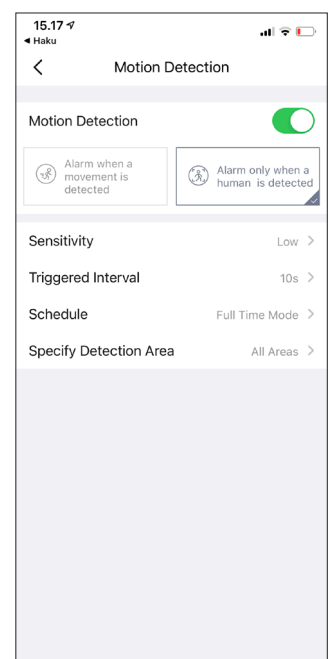 15.17
◀ Haku
Motion Detection
Motion Detection
Alarm when a
movement is
detected
Alarm only when a
human is detected
Sensitivity Low >
Triggered Interval 10s >
Schedule Full Time Mode >
Specify Detection Area All Areas >